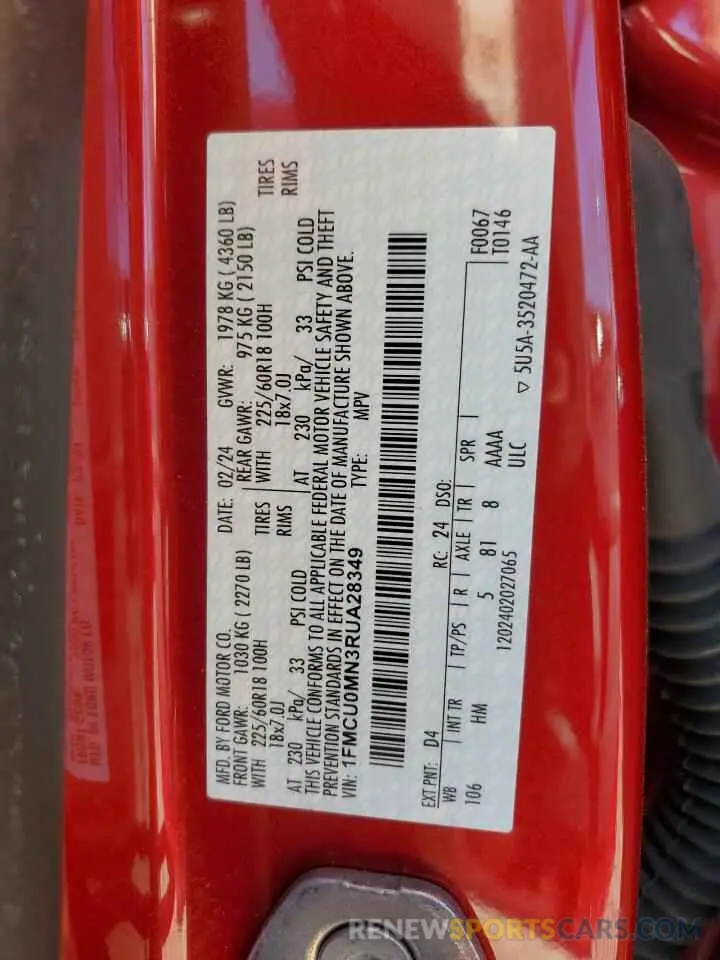 MFD. BY FORD MOTOR CO.
DATE: 02/24 GVWR: 1978 KG ( 4360 LB)
FRONT GAWR: 1030 KG ( 2270 LB) REAR GAWR: 975 KG ( 2150 LB)
WITH 225/60R18 100H TIRES WITH 225/60R18 100H TIRES
18x7.0J RIMS 18x7.0J RIMS
AT 230 kPa/ 33 PSI COLD AT 230 kPa/ 33 PSI COLD
THIS VEHICLE CONFORMS TO ALL APPLICABLE FEDERAL MOTOR VEHICLE SAFETY AND THEFT
PREVENTION STANDARDS IN EFFECT ON THE DATE OF MANUFACTURE SHOWN ABOVE.
VIN: 1FMCU0MN3RUA28349 TYPE: MPV
EXT PNT: D4 RC: 24 DSO: F0067
WB INT TR TP/PS R AXLE TR SPR T0146
106 HM 5 81 8 AAAA
1202402027065 ULC ▽ 5U5A-3520472-AA
RENEWSPORTSCARS.COM